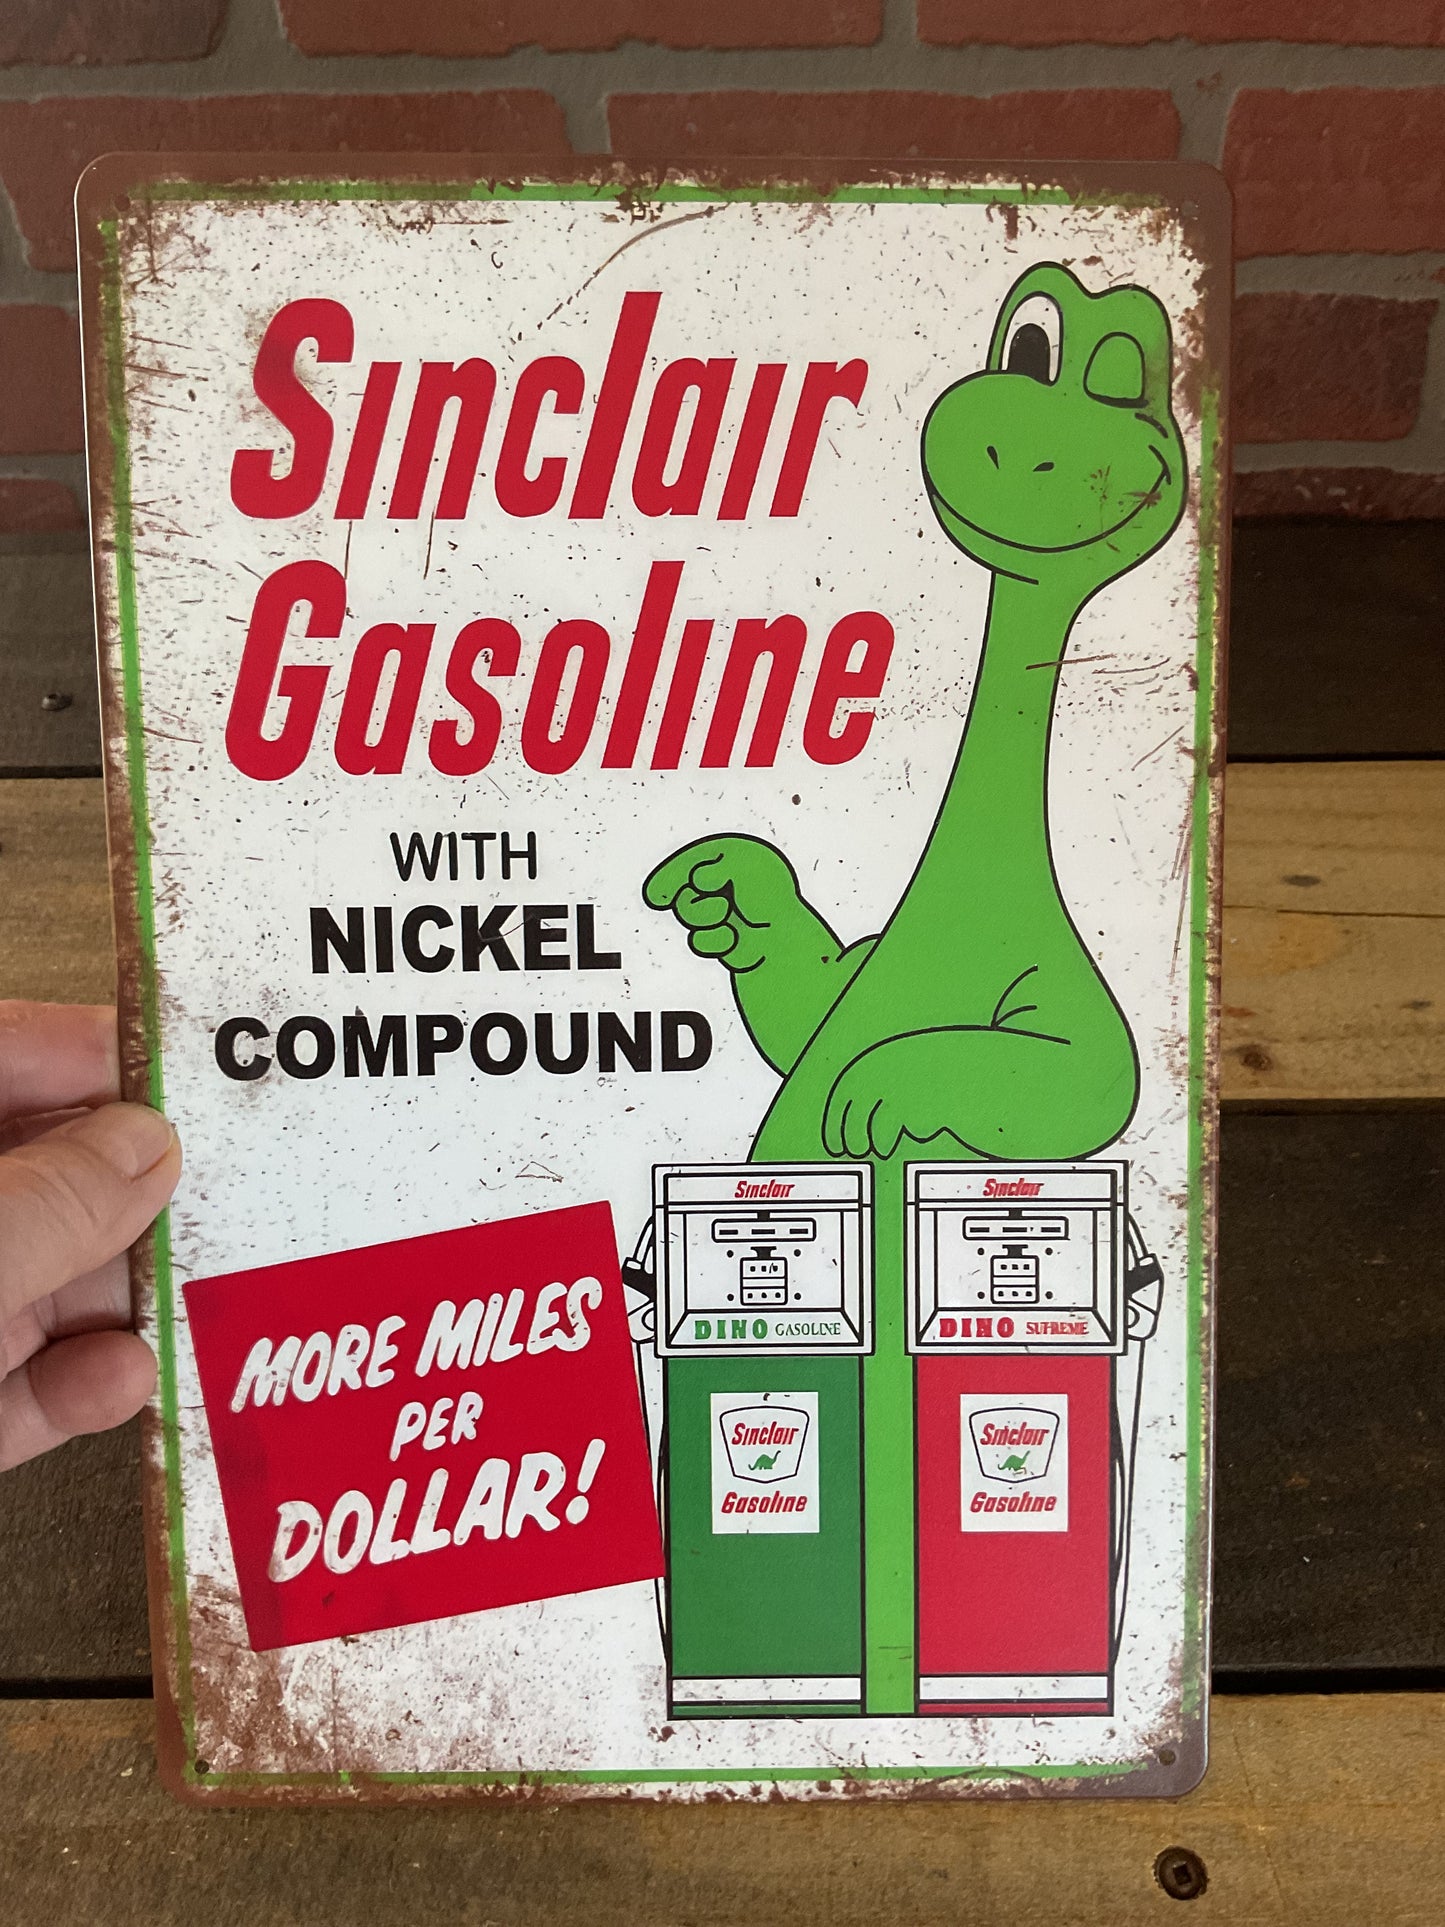 Sinclair
Gasoline
WITH
NICKEL
COMPOUND
MORE MILES
PER
DOLLAR!
Sinclair
DINO GASOLINE
Sinclair
Gasoline
Sinclair
DINO SUPREME
Sinclair
Gasoline